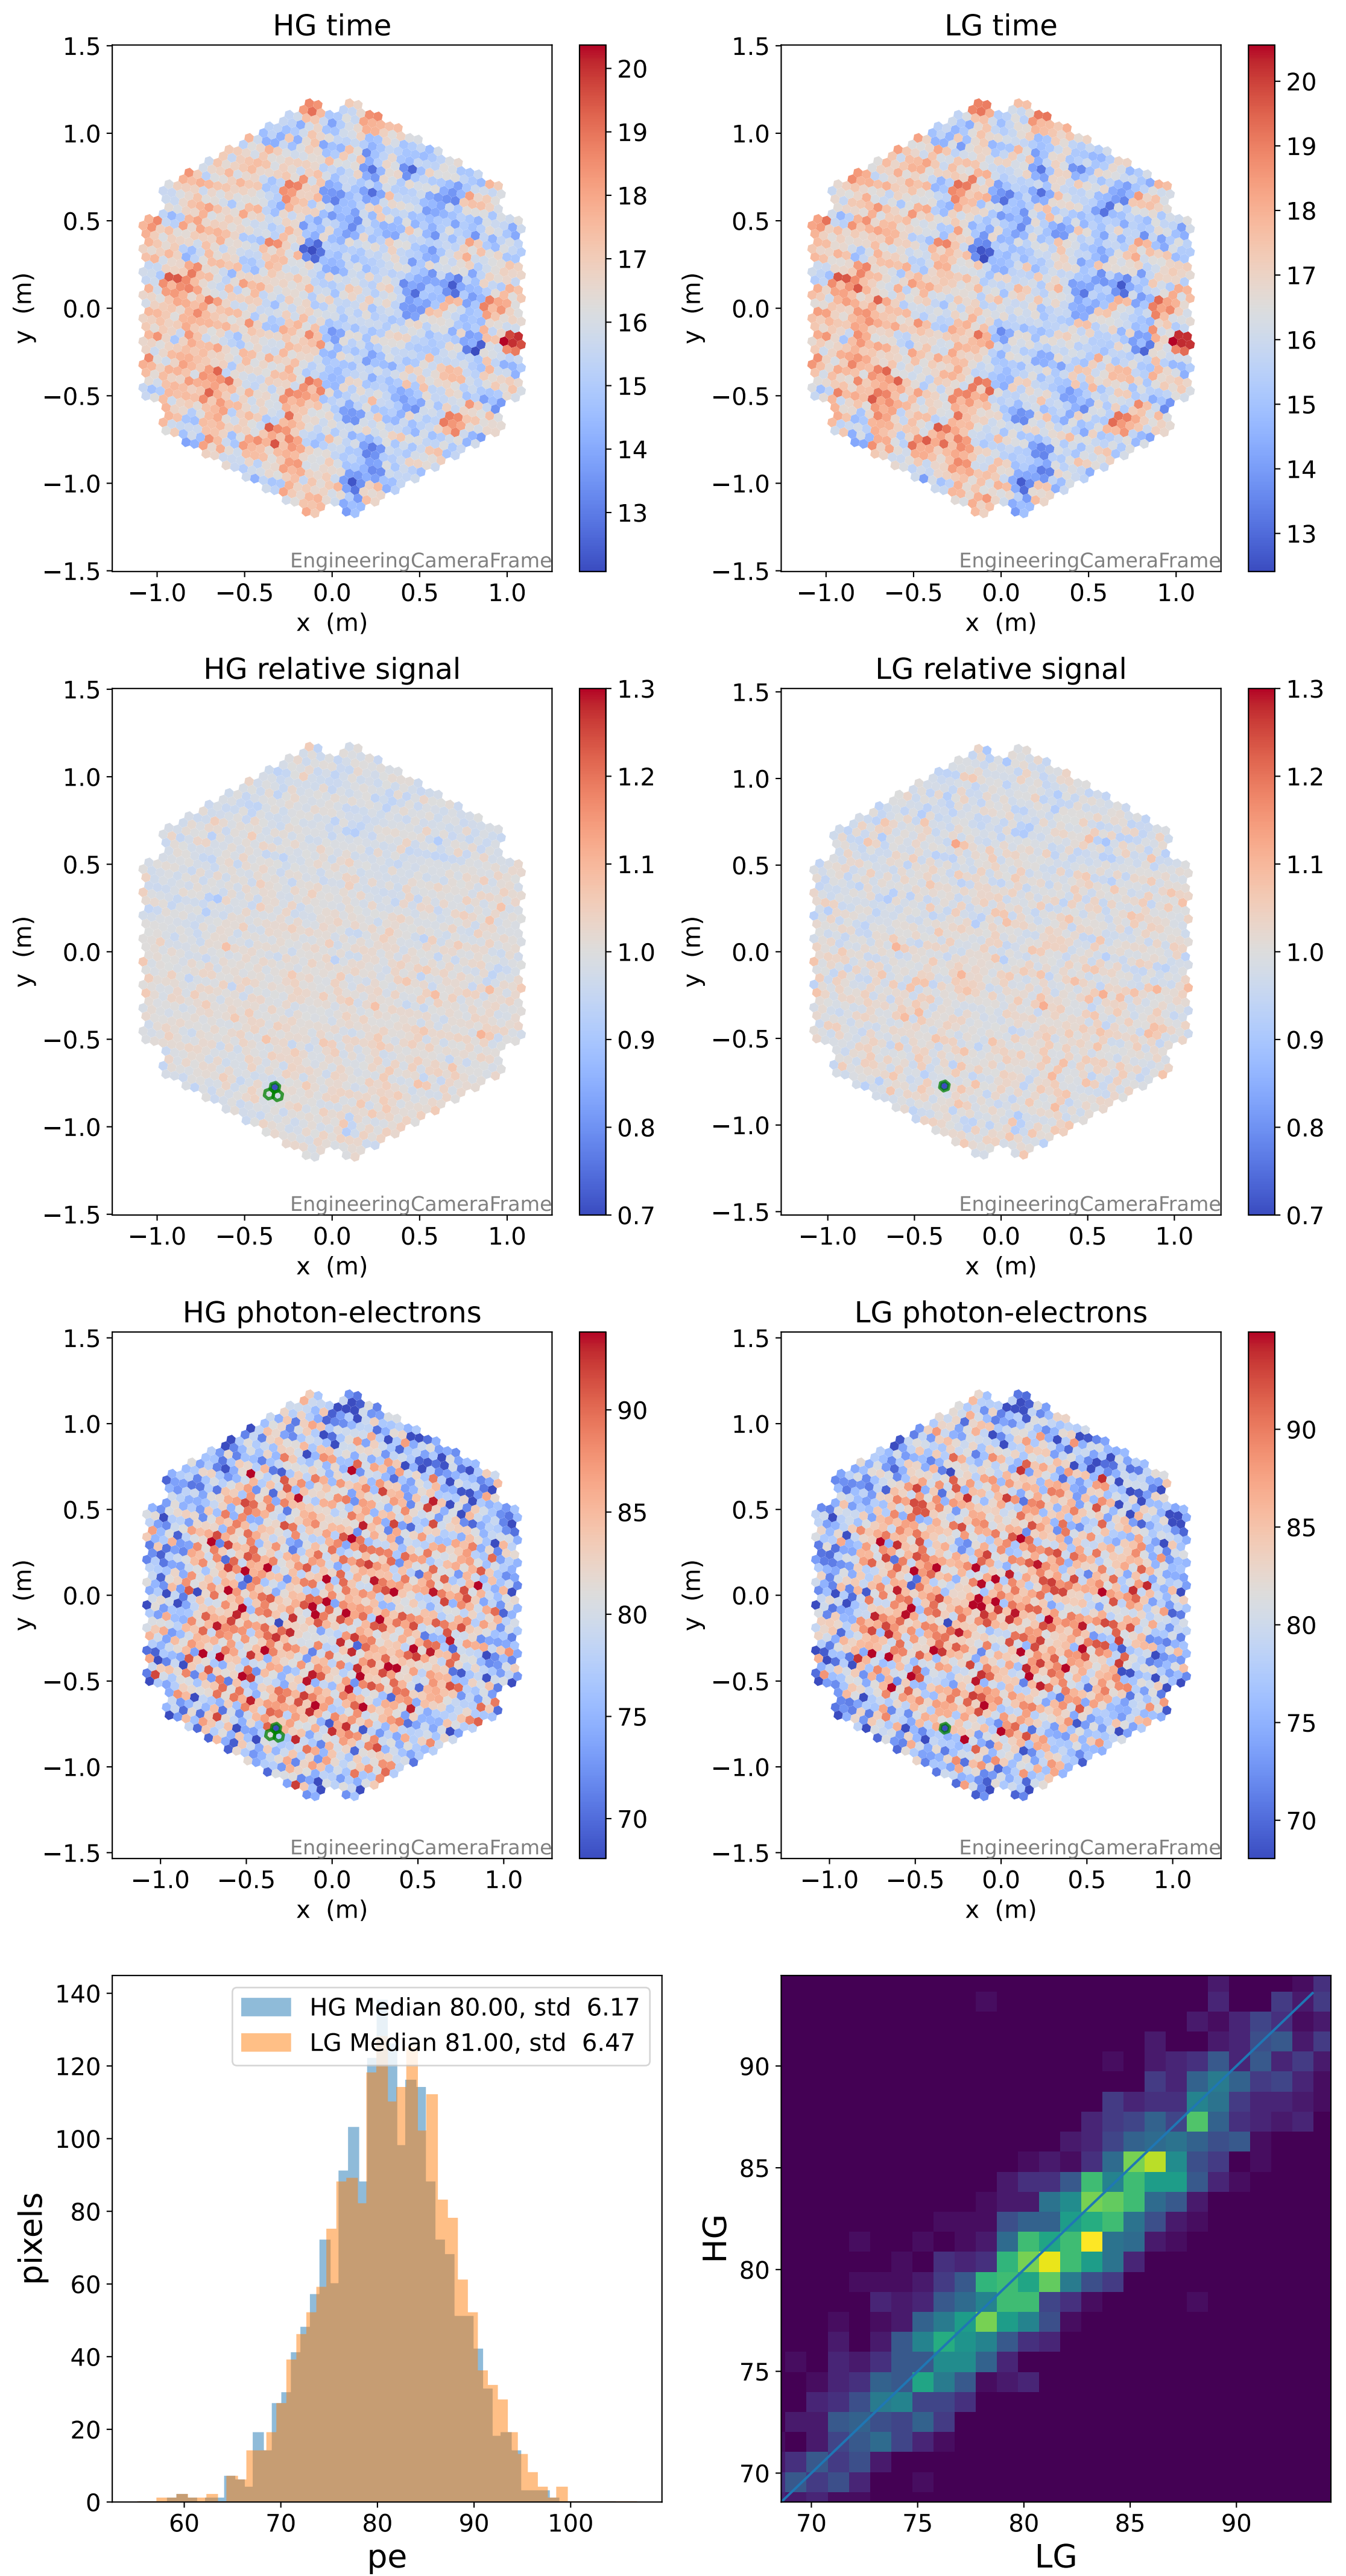 HG time
LG time
1.5
1.0
0.5
0.0
−0.5
−1.0
−1.5
y (m)
−1.0 −0.5 0.0 0.5 1.0
x (m)
EngineeringCameraFrame
20
19
18
17
16
15
14
13
1.5
1.0
0.5
0.0
−0.5
−1.0
−1.5
y (m)
−1.0 −0.5 0.0 0.5 1.0
x (m)
EngineeringCameraFrame
20
19
18
17
16
15
14
13
HG relative signal
LG relative signal
1.5
1.0
0.5
0.0
−0.5
−1.0
−1.5
y (m)
−1.0 −0.5 0.0 0.5 1.0
x (m)
EngineeringCameraFrame
1.3
1.2
1.1
1.0
0.9
0.8
0.7
1.5
1.0
0.5
0.0
−0.5
−1.0
−1.5
y (m)
−1.0 −0.5 0.0 0.5 1.0
x (m)
EngineeringCameraFrame
1.3
1.2
1.1
1.0
0.9
0.8
0.7
HG photon-electrons
LG photon-electrons
1.5
1.0
0.5
0.0
−0.5
−1.0
−1.5
y (m)
−1.0 −0.5 0.0 0.5 1.0
x (m)
EngineeringCameraFrame
90
85
80
75
70
1.5
1.0
0.5
0.0
−0.5
−1.0
−1.5
y (m)
−1.0 −0.5 0.0 0.5 1.0
x (m)
EngineeringCameraFrame
90
85
80
75
70
HG Median 80.00, std 6.17
LG Median 81.00, std 6.47
140
120
100
80
60
40
20
0
pixels
60 70 80 90 100
pe
90
85
80
75
70
HG
70 75 80 85 90
LG